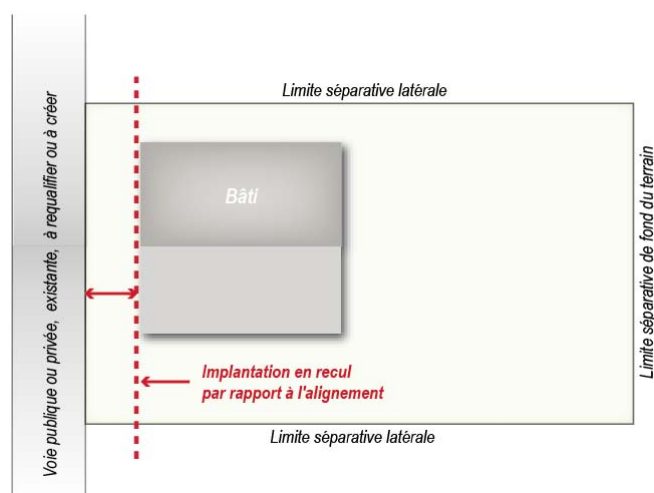 Limite séparative latérale
Voie publique ou privée, existante, à requalifier ou à créer
Bâti
Limite séparative de fond du terrain
Implantation en recul
par rapport à l'alignement
Limite séparative latérale